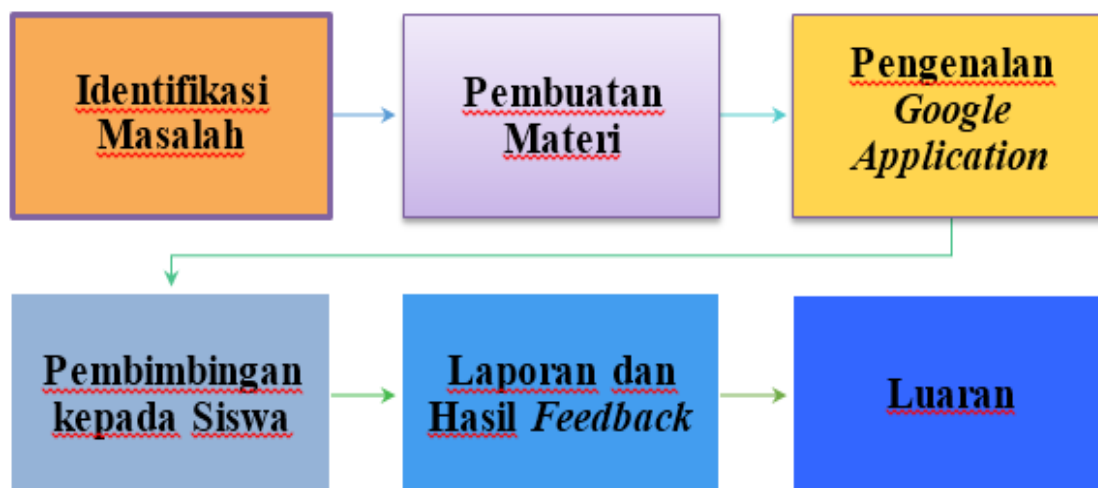 Identifikasi
Masalah
Pembuatan
Materi
Pengenalan
Google
Application
Pembimbingan
kepada Siswa
Laporan dan
Hasil Feedback
Luaran